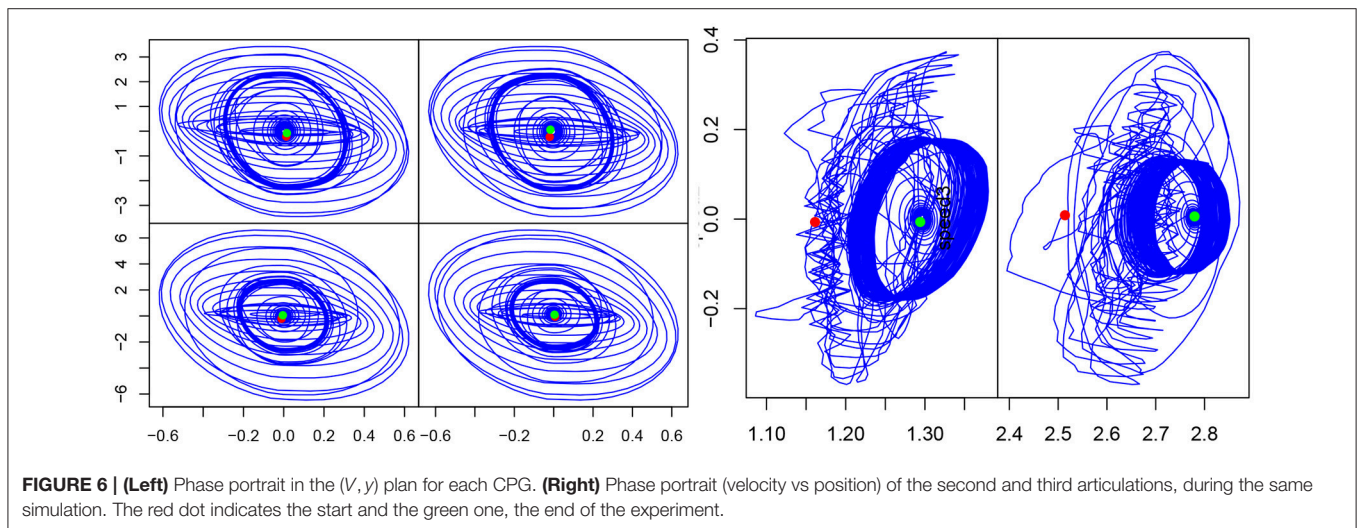 3
2
1
−1
−3
6
4
2
−2
−6
−0.6 −0.2 0.0 0.2 0.4 0.6 −0.2 0.0 0.2 0.4 0.6
0.4
0.2
0.0
−0.2
speed3
1.10 1.20 1.30 2.4 2.5 2.6 2.7 2.8
FIGURE 6 | (Left) Phase portrait in the (V, y) plan for each CPG. (Right) Phase portrait (velocity vs position) of the second and third articulations, during the same
simulation. The red dot indicates the start and the green one, the end of the experiment.